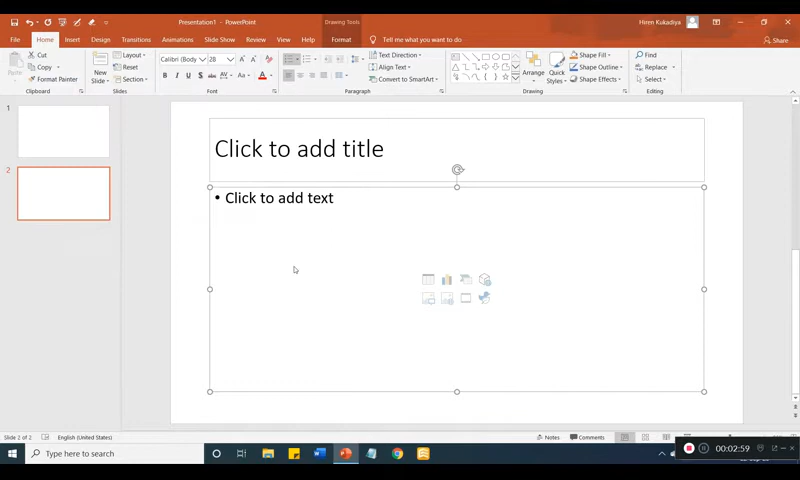 Presentation1 - PowerPoint
Drawing Tools
Hiren Kukadiya
File Home Insert Design Transitions Animations Slide Show Review View Help Format Tell me what you want to do Share
Paste
Cut
Copy
Format Painter
Clipboard
New Slide
Layout
Reset
Section
Slides
Calibri (Body) 28
B I U S abc AV Aa A
Font
Text Direction
Align Text
Convert to SmartArt
Paragraph
Arrange
Quick Styles
Shape Fill
Shape Outline
Shape Effects
Drawing
Find
Replace
Select
Editing
1
2
Click to add title
• Click to add text
Slide 2 of 2 English (United States) Notes Comments
Type here to search
00:02:59